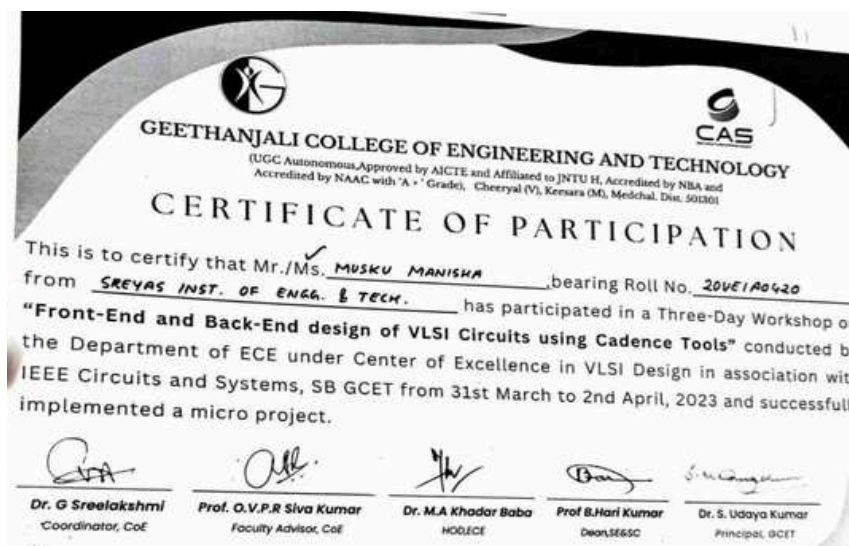 CAS
GEETHANJALI COLLEGE OF ENGINEERING AND TECHNOLOGY
(UGC Autonomous,Approved by AICTE and Affiliated to JNTU H, Accredited by NBA and
Accredited by NAAC with "A+" Grade), Cheeryal (V), Keesara (M), Medchal. Dist. 501301
CERTIFICATE OF PARTICIPATION
This is to certify that Mr./Ms. MUSKU MANISHA ,bearing Roll No. 20VE1A0420
from SREYAS INST. OF ENGG. & TECH. has participated in a Three-Day Workshop o
"Front-End and Back-End design of VLSI Circuits using Cadence Tools" conducted b
the Department of ECE under Center of Excellence in VLSI Design in association wit
IEEE Circuits and Systems, SB GCET from 31st March to 2nd April, 2023 and successfull
implemented a micro project.
Dr. G Sreelakshmi Prof. O.V.P.R Siva Kumar Dr. M.A Khadar Baba Prof B.Hari Kumar Dr. S. Udaya Kumar
Coordinator, CoE Faculty Advisor, CoE HOD,ECE Dean,SE&SC Principal, GCET